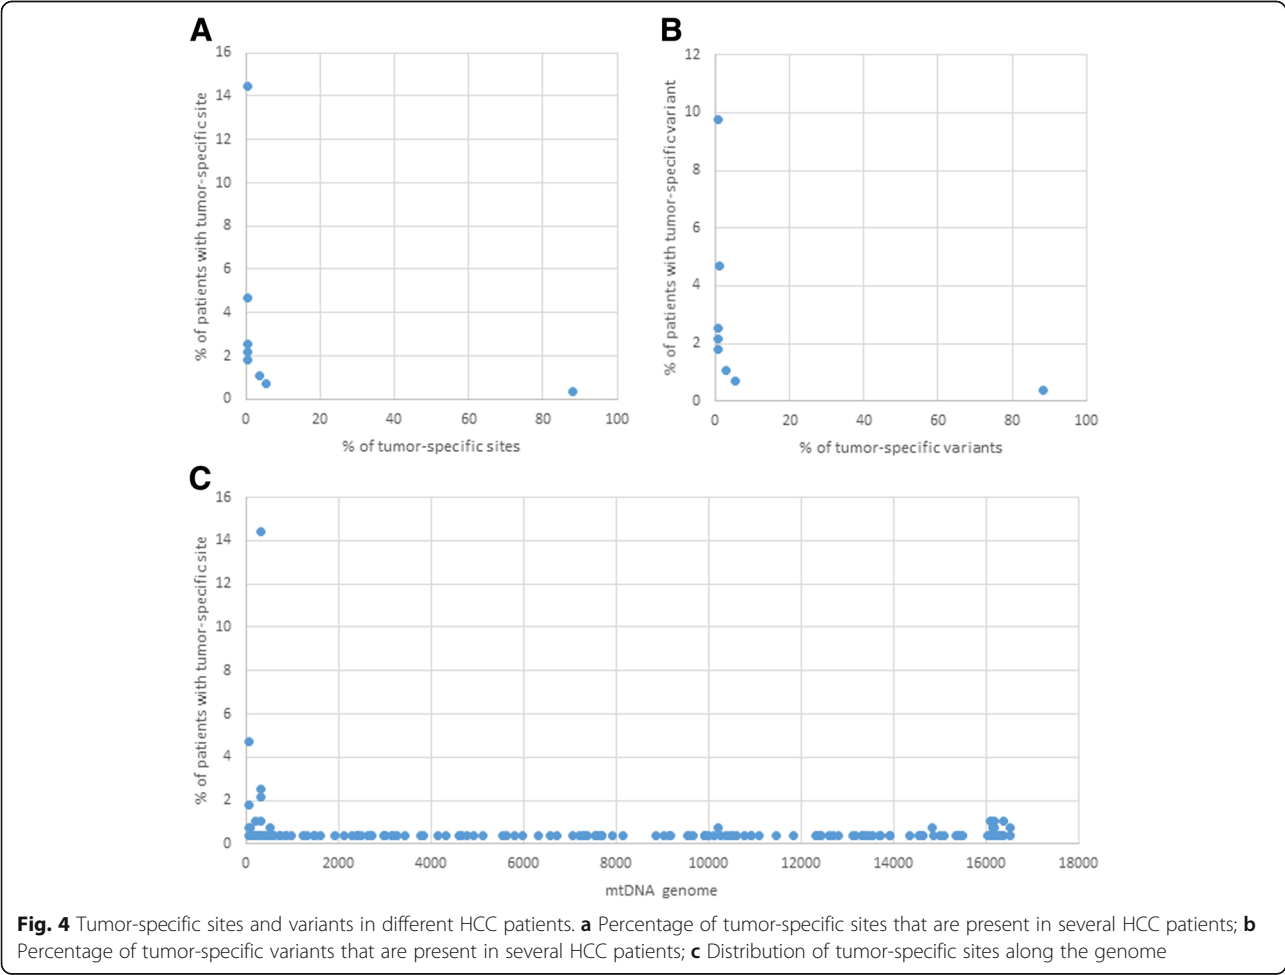 A
16
14
12
10
8
6
4
2
0
% of patients with tumor-specific site
0 20 40 60 80 100
% of tumor-specific sites
B
12
10
8
6
4
2
0
% of patients with tumor-specific variant
0 20 40 60 80 100
% of tumor-specific variants
C
16
14
12
10
8
6
4
2
0
% of patients with tumor-specific site
0 2000 4000 6000 8000 10000 12000 14000 16000 18000
mtDNA genome
Fig. 4 Tumor-specific sites and variants in different HCC patients. a Percentage of tumor-specific sites that are present in several HCC patients; b
Percentage of tumor-specific variants that are present in several HCC patients; c Distribution of tumor-specific sites along the genome